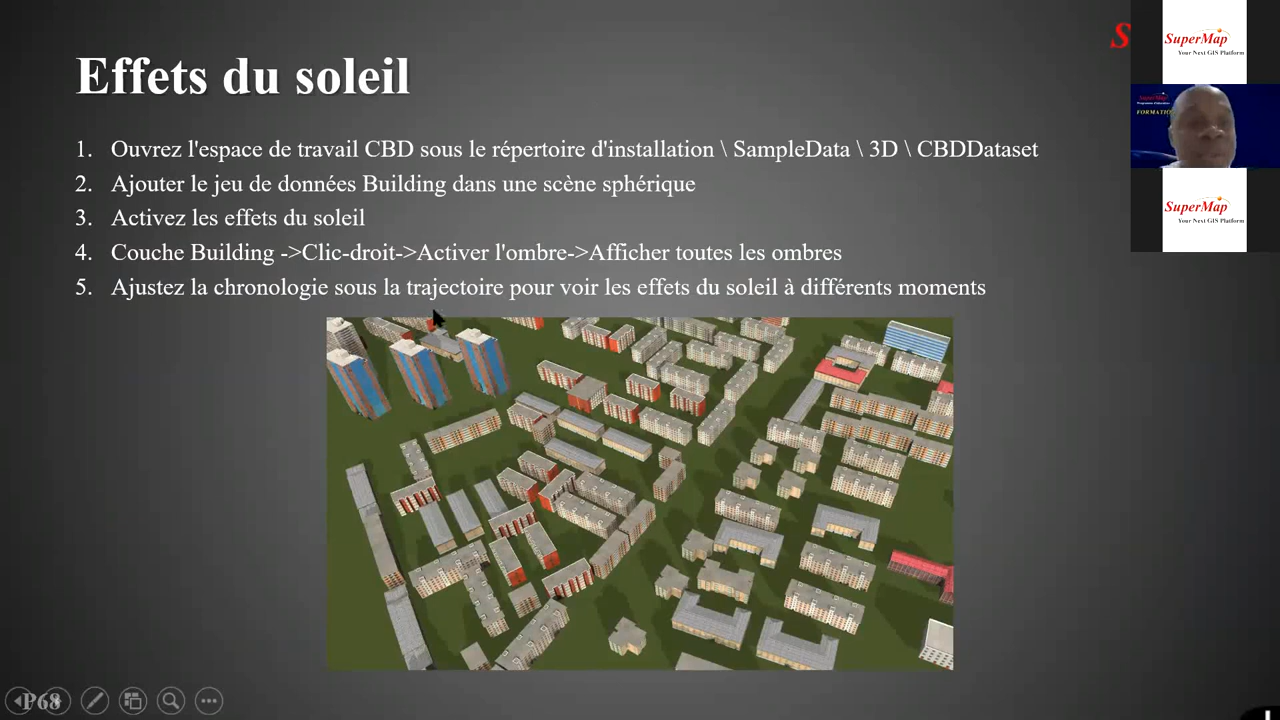 Effets du soleil
1. Ouvrez l'espace de travail CBD sous le répertoire d'installation \ SampleData \ 3D \ CBDDataset
2. Ajouter le jeu de données Building dans une scène sphérique
3. Activez les effets du soleil
4. Couche Building ->Clic-droit->Activer l'ombre->Afficher toutes les ombres
5. Ajustez la chronologie sous la trajectoire pour voir les effets du soleil à différents moments
S
SuperMap
Your Next GIS Platform
SuperMap
FORMATIO
SuperMap
Your Next GIS Platform
P68